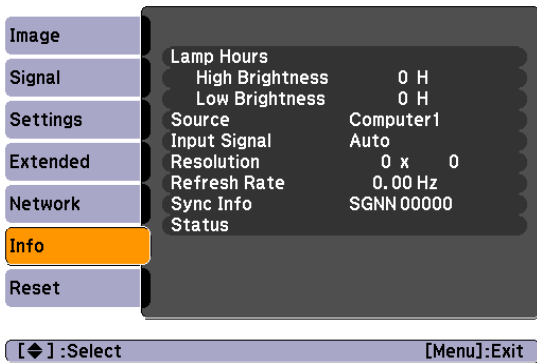 Image
Signal
Settings
Extended
Network
Info
Reset
Lamp Hours
High Brightness 0 H
Low Brightness 0 H
Source Computer1
Input Signal Auto
Resolution 0 x 0
Refresh Rate 0.00 Hz
Sync Info SGNN 00000
Status
[◆] :Select [Menu]:Exit